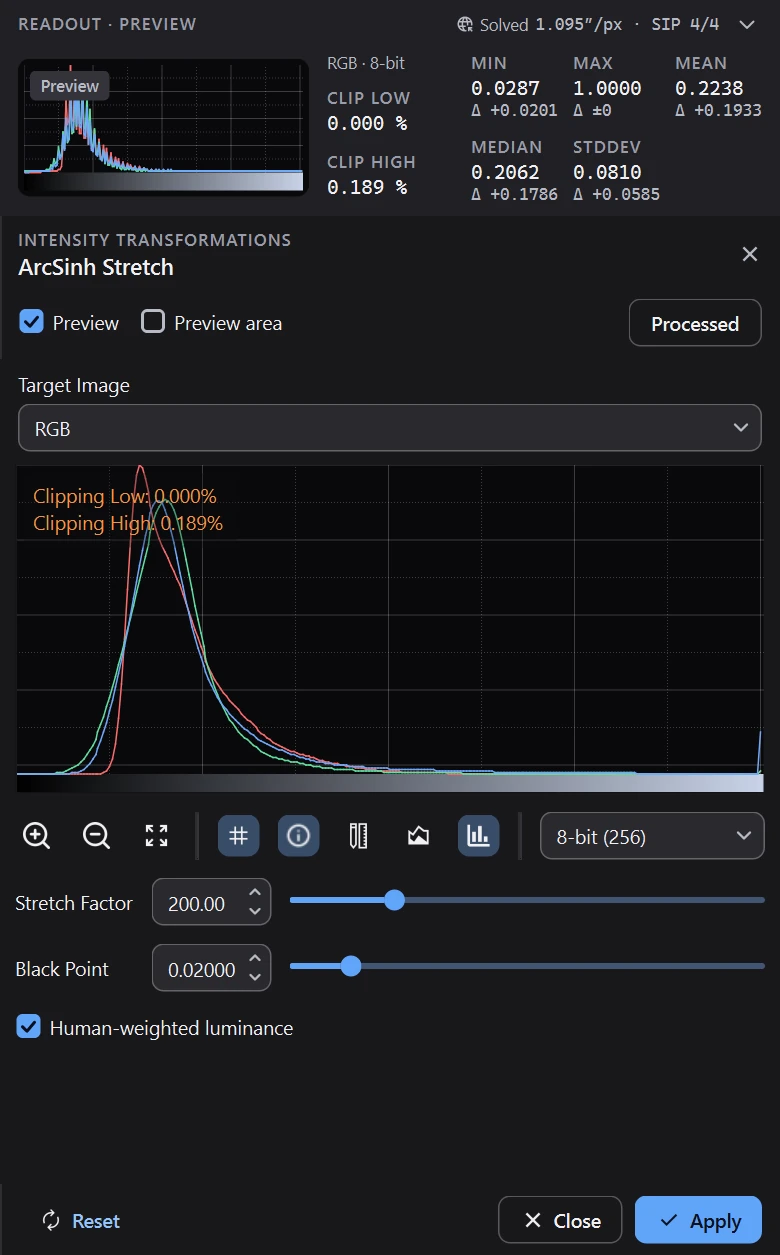 READOUT · PREVIEW
Solved 1.095″/px · SIP 4/4
Preview
RGB · 8-bit
CLIP LOW
0.000 %
CLIP HIGH
0.189 %
MIN
0.0287
Δ +0.0201
MAX
1.0000
Δ ±0
MEAN
0.2238
Δ +0.1933
MEDIAN
0.2062
Δ +0.1786
STDDEV
0.0810
Δ +0.0585
INTENSITY TRANSFORMATIONS
ArcSinh Stretch
Preview
Preview area
Processed
Target Image
RGB
Clipping Low: 0.000%
Clipping High: 0.189%
8-bit (256)
Stretch Factor 200.00
Black Point 0.02000
Human-weighted luminance
Reset
Close
Apply